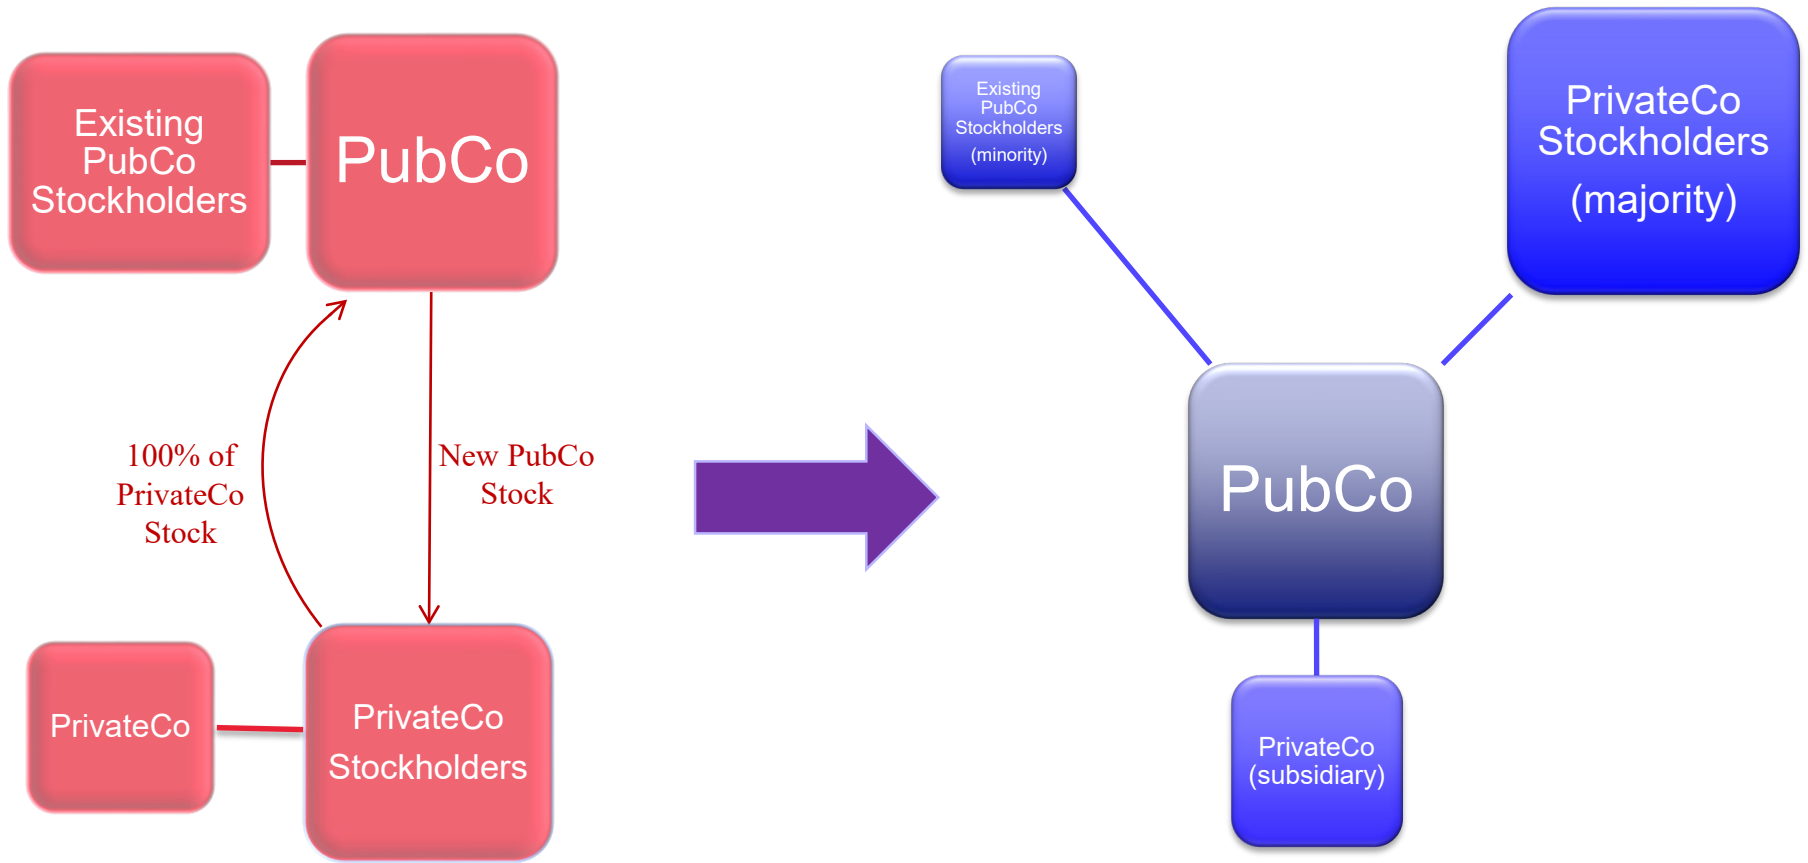 Existing
PubCo
Stockholders
PubCo
100% of
PrivateCo
Stock
New PubCo
Stock
PrivateCo
PrivateCo
Stockholders
Existing
PubCo
Stockholders
(minority)
PrivateCo
Stockholders
(majority)
PubCo
PrivateCo
(subsidiary)